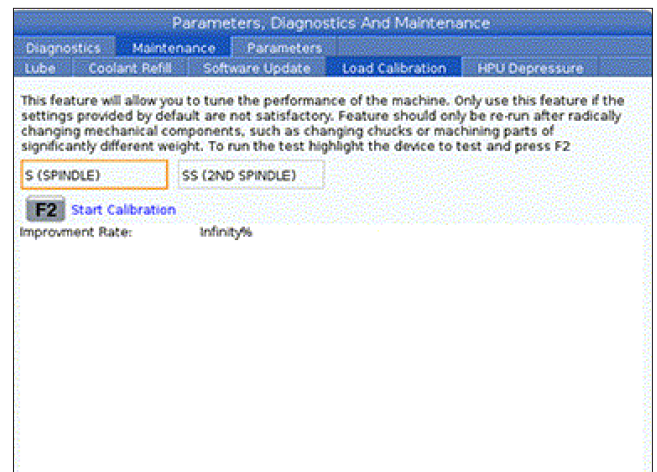 Parameters, Diagnostics And Maintenance
Diagnostics Maintenance Parameters
Lube Coolant Refill Software Update Load Calibration HPU Depressure
This feature will allow you to tune the performance of the machine. Only use this feature if the
settings provided by default are not satisfactory. Feature should only be re-run after radically
changing mechanical components, such as changing chucks or machining parts of
significantly different weight. To run the test highlight the device to test and press F2
S (SPINDLE) SS (2ND SPINDLE)
F2 Start Calibration
Improvment Rate: Infinity%